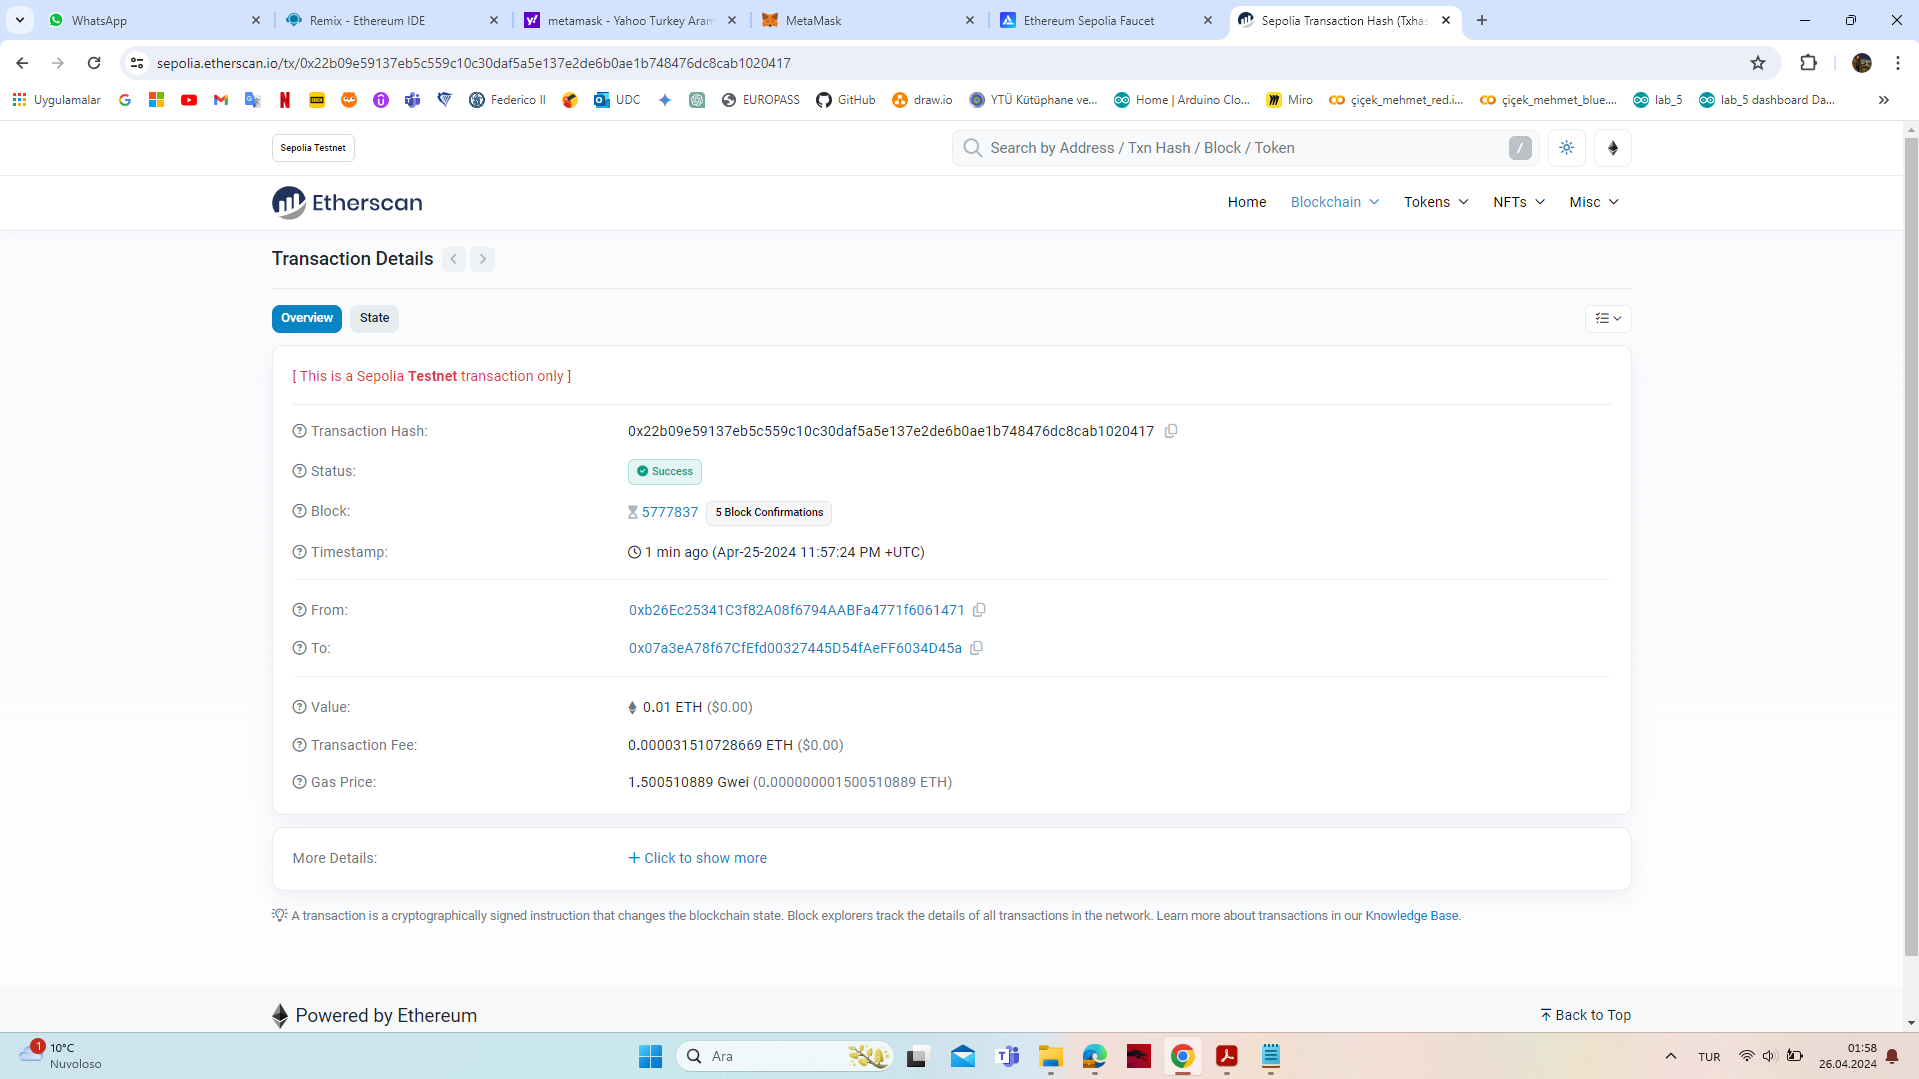 WhatsApp
Remix - Ethereum IDE
metamask - Yahoo Turkey Aram
MetaMask
Ethereum Sepolia Faucet
Sepolia Transaction Hash (Txhas
sepolia.etherscan.io/tx/0x22b09e59137eb5c559c10c30daf5a5e137e2de6b0ae1b748476dc8cab1020417
Uygulamalar
Federico II
UDC
EUROPASS
GitHub
draw.io
YTÜ Kütüphane ve...
Home | Arduino Clo...
Miro
çiçek_mehmet_red.i...
çiçek_mehmet_blue....
lab_5
lab_5 dashboard Da...
Sepolia Testnet
Search by Address / Txn Hash / Block / Token
/
Etherscan
Home
Blockchain
Tokens
NFTs
Misc
Transaction Details
Overview
State
[ This is a Sepolia Testnet transaction only ]
Transaction Hash:
0x22b09e59137eb5c559c10c30daf5a5e137e2de6b0ae1b748476dc8cab1020417
Status:
Success
Block:
5777837
5 Block Confirmations
Timestamp:
1 min ago (Apr-25-2024 11:57:24 PM +UTC)
From:
0xb26Ec25341C3f82A08f6794AABFa4771f6061471
To:
0x07a3eA78f67CfEfd00327445D54fAeFF6034D45a
Value:
0.01 ETH ($0.00)
Transaction Fee:
0.000031510728669 ETH ($0.00)
Gas Price:
1.500510889 Gwei (0.000000001500510889 ETH)
More Details:
Click to show more
A transaction is a cryptographically signed instruction that changes the blockchain state. Block explorers track the details of all transactions in the network. Learn more about transactions in our Knowledge Base.
Powered by Ethereum
Back to Top
1
10°C
Nuvoloso
Ara
TUR
01:58
26.04.2024